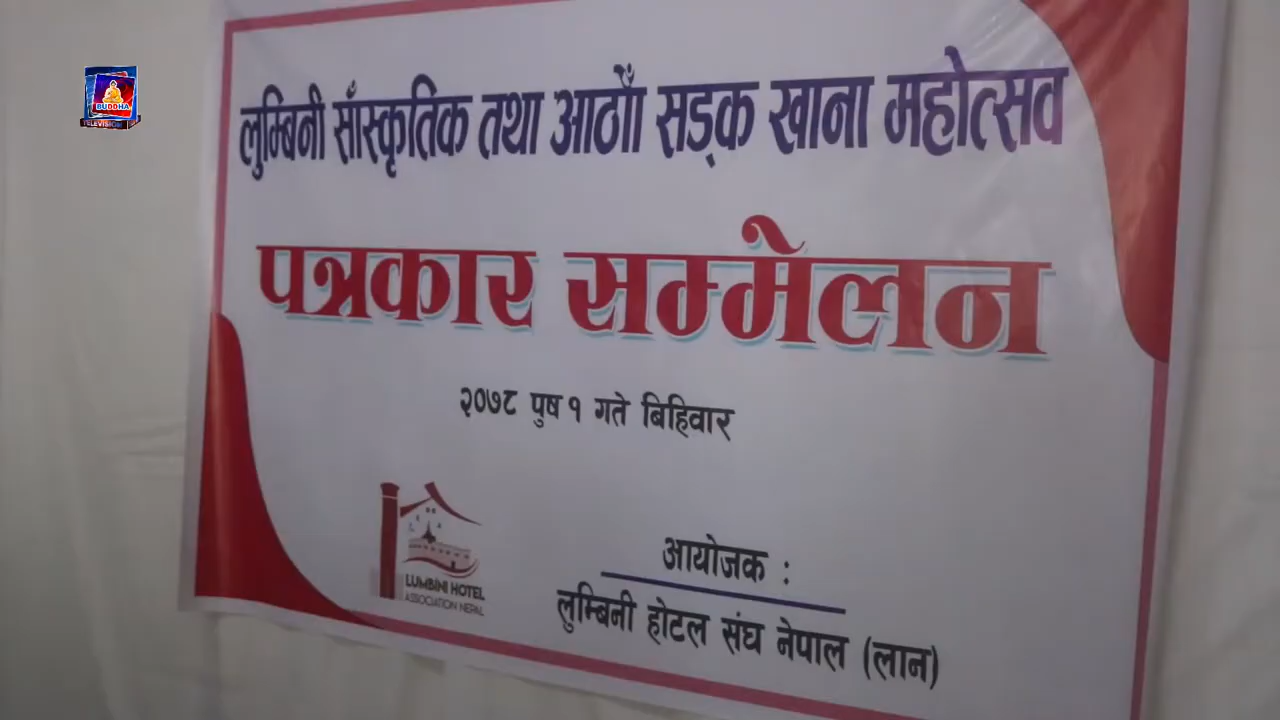 BUDDHA
TELEVISION
लुम्बिनी साँस्कृतिक तथा आठौँ सड्क खाना महोत्सव
पत्रकार सम्मेलन
२०७८ पुष १ गते बिहिवार
LUMBINI HOTEL
ASSOCIATION NEPAL
आयोजक :
लुम्बिनी होटल संघ नेपाल (लान)